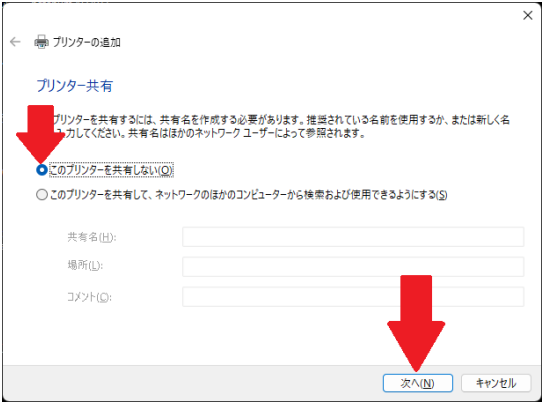 プリンターの追加
プリンター共有
プリンターを共有するには、共有名を作成する必要があります。推奨されている名前を使用するか、または新しく名
入力してください。共有名はほかのネットワーク ユーザーによって参照されます。
このプリンターを共有しない(O)
このプリンターを共有して、ネットワークのほかのコンピューターから検索および使用できるようにする(S)
共有名(H):
場所(L):
コメント(C):
次へ(N)
キャンセル